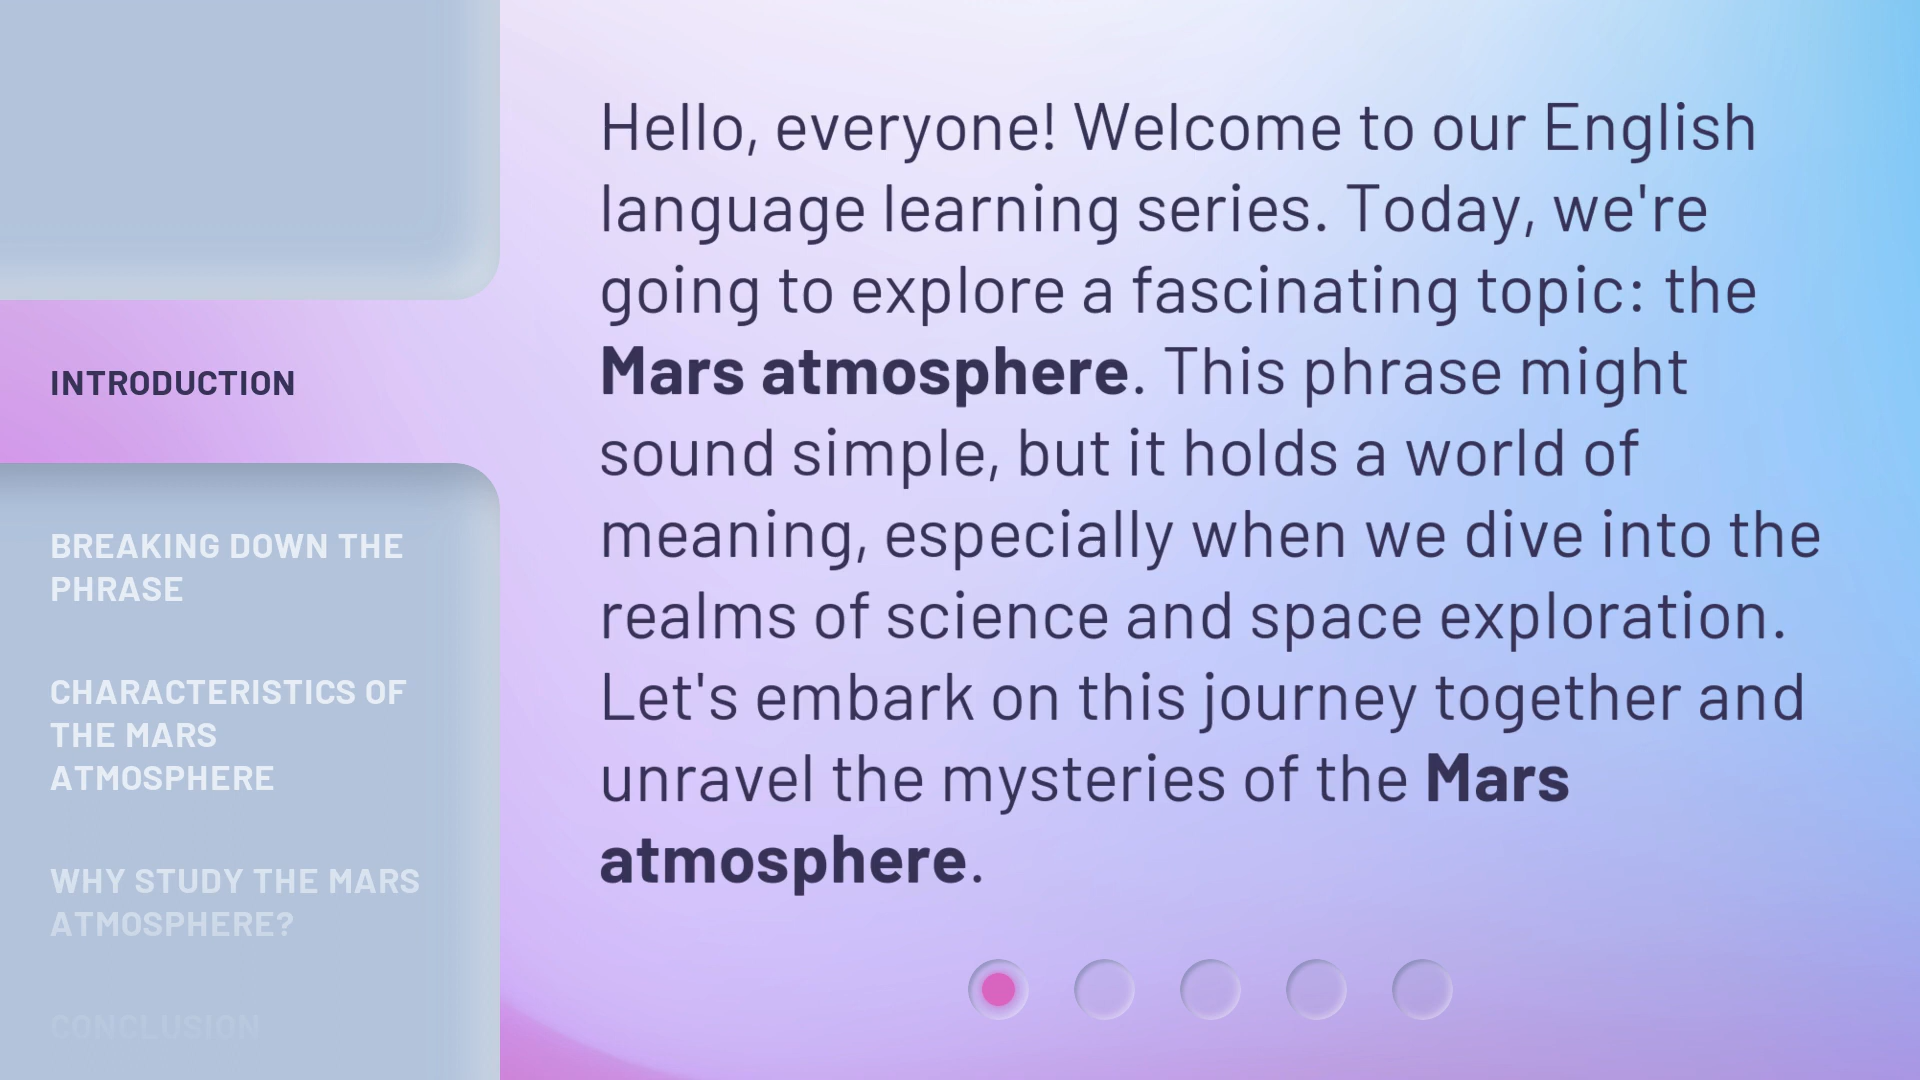 INTRODUCTION
BREAKING DOWN THE
PHRASE
CHARACTERISTICS OF
THE MARS
ATMOSPHERE
WHY STUDY THE MARS
ATMOSPHERE?
CONCLUSION
Hello, everyone! Welcome to our English
language learning series. Today, we're
going to explore a fascinating topic: the
Mars atmosphere. This phrase might
sound simple, but it holds a world of
meaning, especially when we dive into the
realms of science and space exploration.
Let's embark on this journey together and
unravel the mysteries of the Mars
atmosphere.